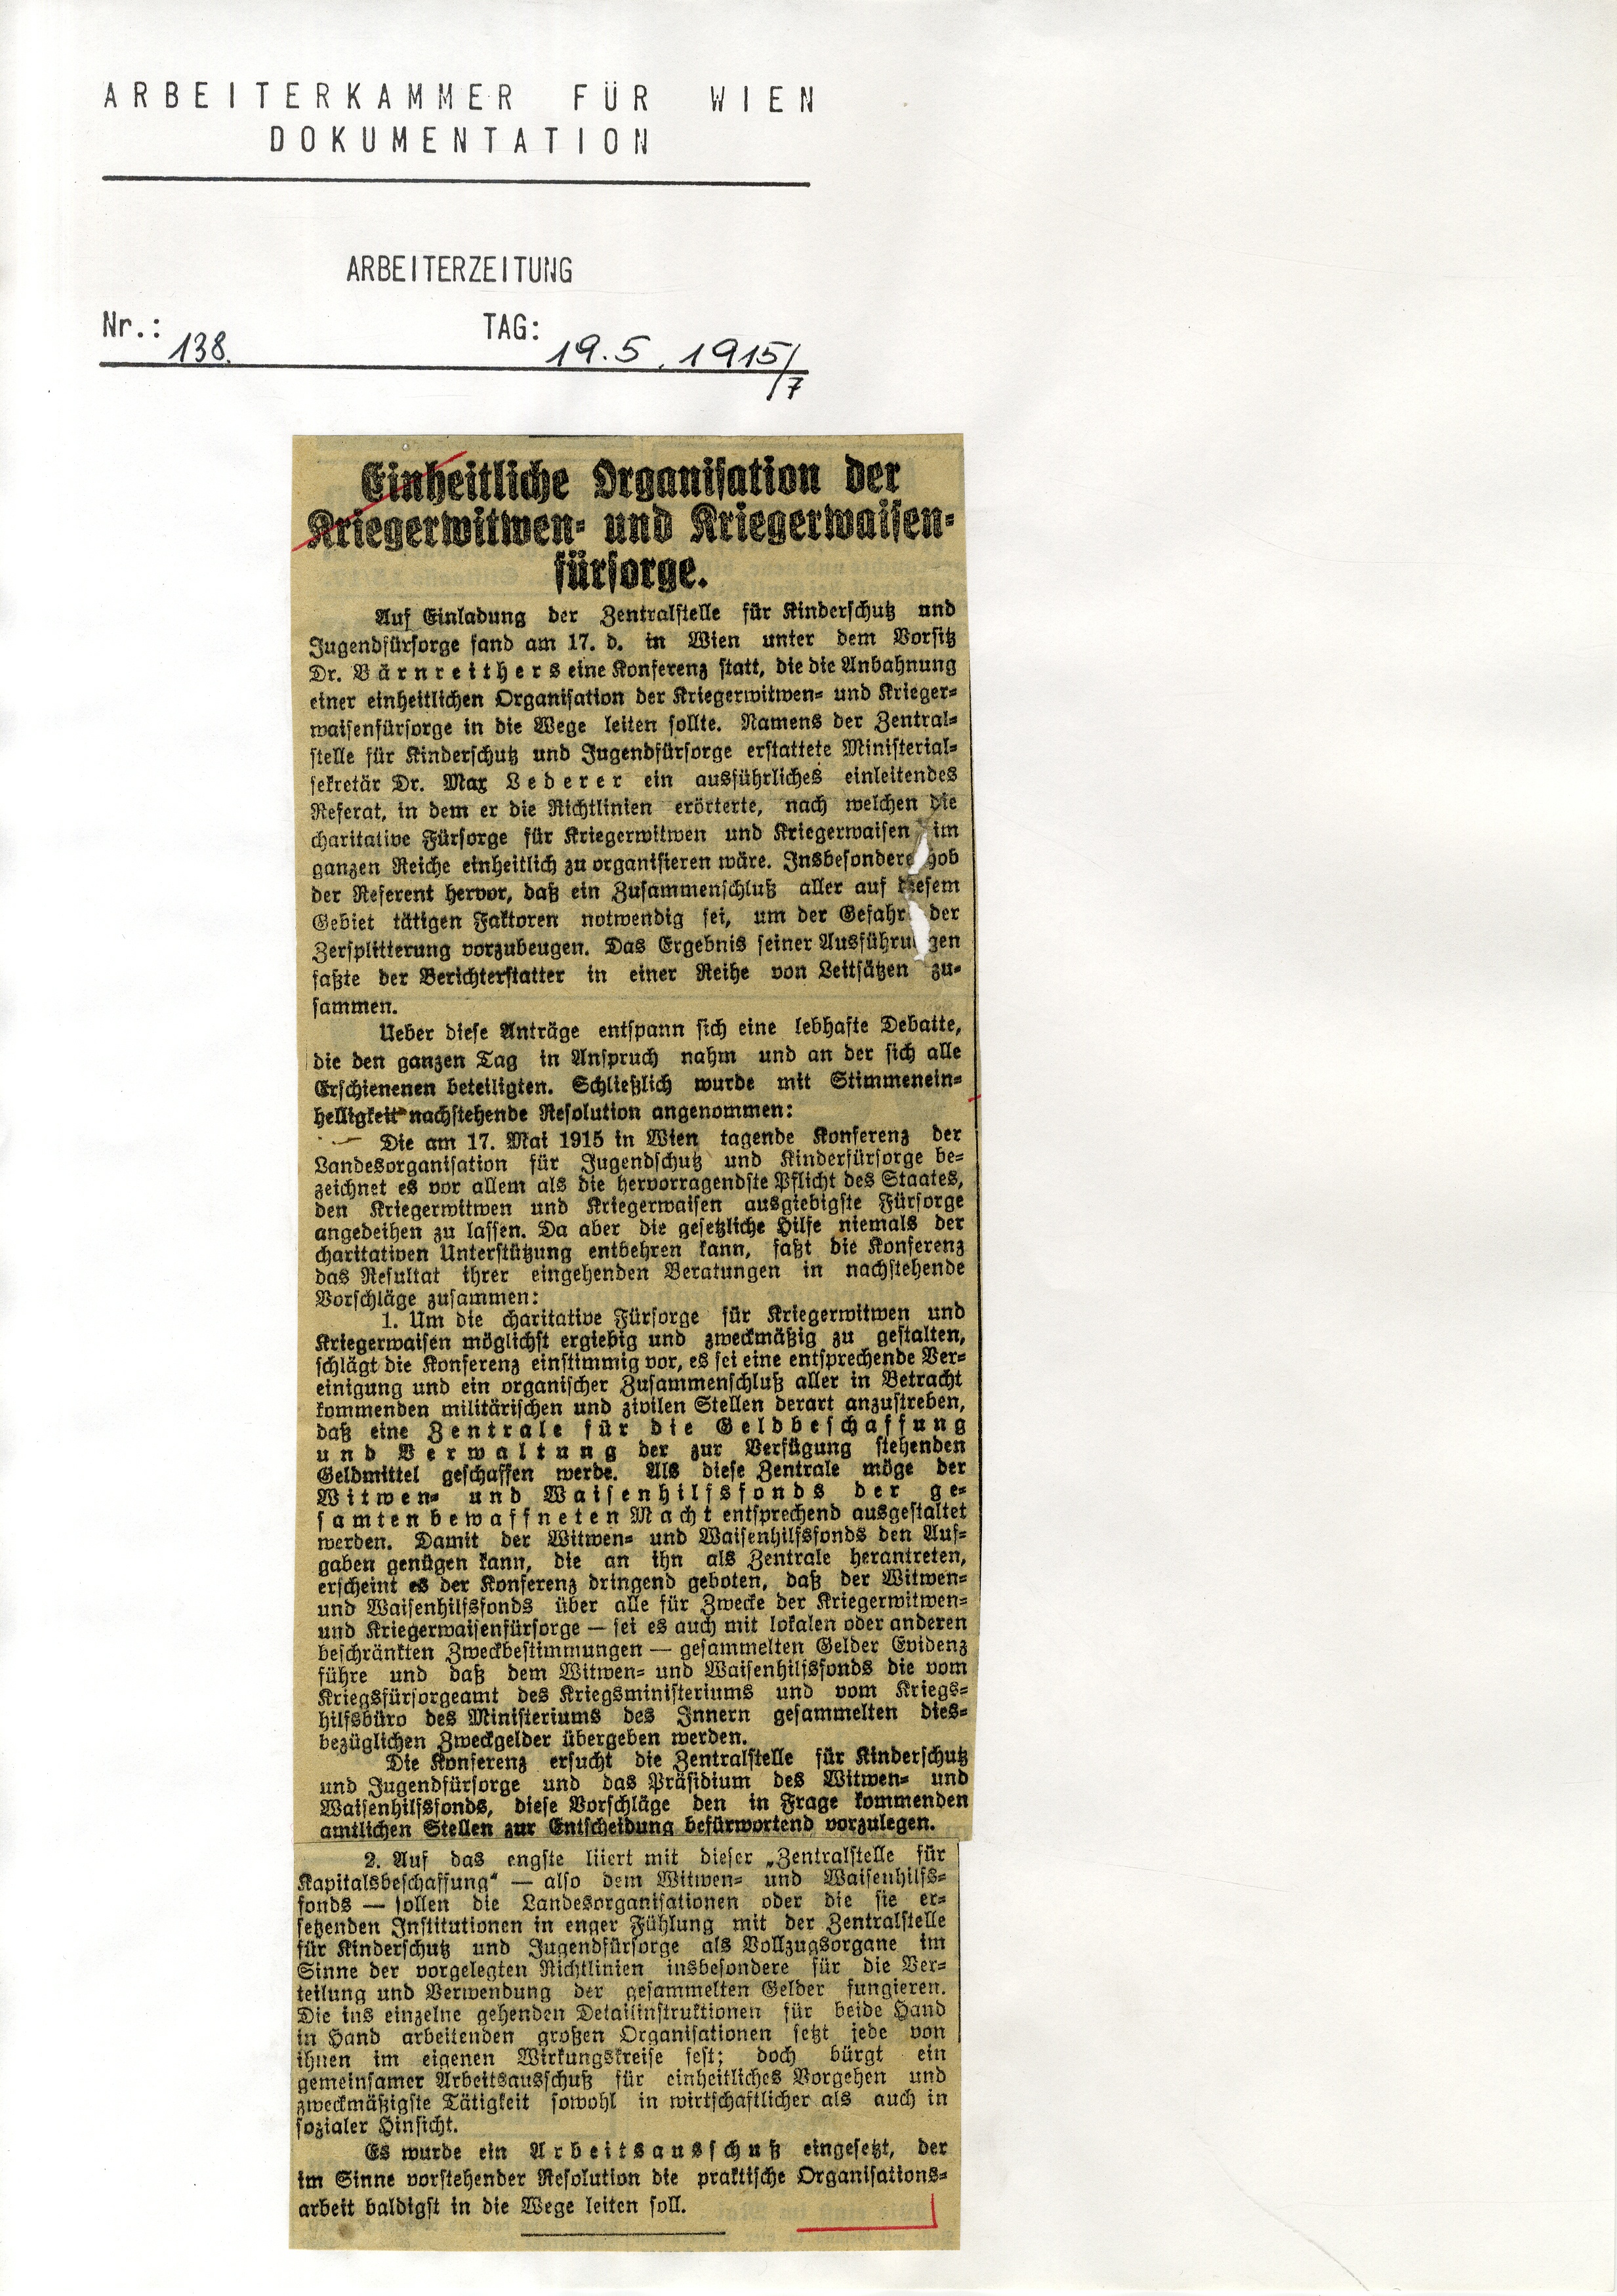 ARBEITERKAMMER FÜR WIEN
DOKUMENTATION
ARBEITERZEITUNG
Nr.: 138. TAG: 19.5.1915/7
Einheitliche Organisation der
Kriegerwitwen- und Kriegerwaisen-
fürsorge.
Auf Einladung der Zentralstelle für Kinderschutz und
Jugendfürsorge fand am 17. d. in Wien unter dem Vorsitz
Dr. Bärnreithers eine Konferenz statt, die die Anbahnung
einer einheitlichen Organisation der Kriegerwitwen- und Krieger-
waisenfürsorge in die Wege leiten sollte. Namens der Zentral-
stelle für Kinderschutz und Jugendfürsorge erstattete Ministerial-
sekretär Dr. Max Lederer ein ausführliches einleitendes
Referat, in dem er die Richtlinien erörterte, nach welchen die
charitative Fürsorge für Kriegerwitwen und Kriegerwaisen im
ganzen Reiche einheitlich zu organisieren wäre. Insbesondere hob
der Referent hervor, daß ein Zusammenschluß aller auf diesem
Gebiet tätigen Faktoren notwendig sei, um der Gefahr der
Zersplitterung vorzubeugen. Das Ergebnis seiner Ausführungen
faßte der Berichterstatter in einer Reihe von Leitsätzen zu-
sammen.
Ueber diese Anträge entspann sich eine lebhafte Debatte,
die den ganzen Tag in Anspruch nahm und an der sich alle
Erschienenen beteiligten. Schließlich wurde mit Stimmenein-
helligkeit nachstehende Resolution angenommen:
Die am 17. Mai 1915 in Wien tagende Konferenz der
Landesorganisation für Jugendschutz und Kinderfürsorge be-
zeichnet es vor allem als die hervorragendste Pflicht des Staates,
den Kriegerwitwen und Kriegerwaisen ausgiebigste Fürsorge
angedeihen zu lassen. Da aber die gesetzliche Hilfe niemals der
charitativen Unterstützung entbehren kann, faßt die Konferenz
das Resultat ihrer eingehenden Beratungen in nachstehende
Vorschläge zusammen:
1. Um die charitative Fürsorge für Kriegerwitwen und
Kriegerwaisen möglichst ergiebig und zweckmäßig zu gestalten,
schlägt die Konferenz einstimmig vor, es sei eine entsprechende Ver-
einigung und ein organischer Zusammenschluß aller in Betracht
kommenden militärischen und zivilen Stellen derart anzustreben,
daß eine Zentrale für die Geldbeschaffung
und Verwaltung der zur Verfügung stehenden
Geldmittel geschaffen werde. Als diese Zentrale möge der
Witwen- und Waisenhilfsfonds der ge-
samten bewaffneten Macht entsprechend ausgestaltet
werden. Damit der Witwen- und Waisenhilfsfonds den Auf-
gaben genügen kann, die an ihn als Zentrale herantreten,
erscheint es der Konferenz dringend geboten, daß der Witwen-
und Waisenhilfsfonds über alle für Zwecke der Kriegerwitwen-
und Kriegerwaisenfürsorge — sei es auch mit lokalen oder anderen
beschränkten Zweckbestimmungen — gesammelten Gelder Evidenz
führe und daß dem Witwen- und Waisenhilfsfonds die vom
Kriegsfürsorgeamt des Kriegsministeriums und vom Kriegs-
hilfsbüro des Ministeriums des Innern gesammelten dies-
bezüglichen Zweckgelder übergeben werden.
Die Konferenz ersucht die Zentralstelle für Kinderschutz
und Jugendfürsorge und das Präsidium des Witwen- und
Waisenhilfsfonds, diese Vorschläge den in Frage kommenden
amtlichen Stellen zur Entscheidung befürwortend vorzulegen.
2. Auf das engste liiert mit dieser „Zentralstelle für
Kapitalsbeschaffung“ — also dem Witwen- und Waisenhilfs-
fonds — sollen die Landesorganisationen oder die sie er-
setzenden Institutionen in enger Fühlung mit der Zentralstelle
für Kinderschutz und Jugendfürsorge als Vollzugsorgane im
Sinne der vorgelegten Richtlinien insbesondere für die Ver-
teilung und Verwendung der gesammelten Gelder fungieren.
Die ins einzelne gehenden Detailinstruktionen für beide Hand
in Hand arbeitenden großen Organisationen setzt jede von
ihnen im eigenen Wirkungskreise fest; doch bürgt ein
gemeinsamer Arbeitsausschuß für einheitliches Vorgehen und
zweckmäßigste Tätigkeit sowohl in wirtschaftlicher als auch in
sozialer Hinsicht.
Es wurde ein Arbeitsausschuß eingesetzt, der
im Sinne vorstehender Resolution die praktische Organisations-
arbeit baldigst in die Wege leiten soll.